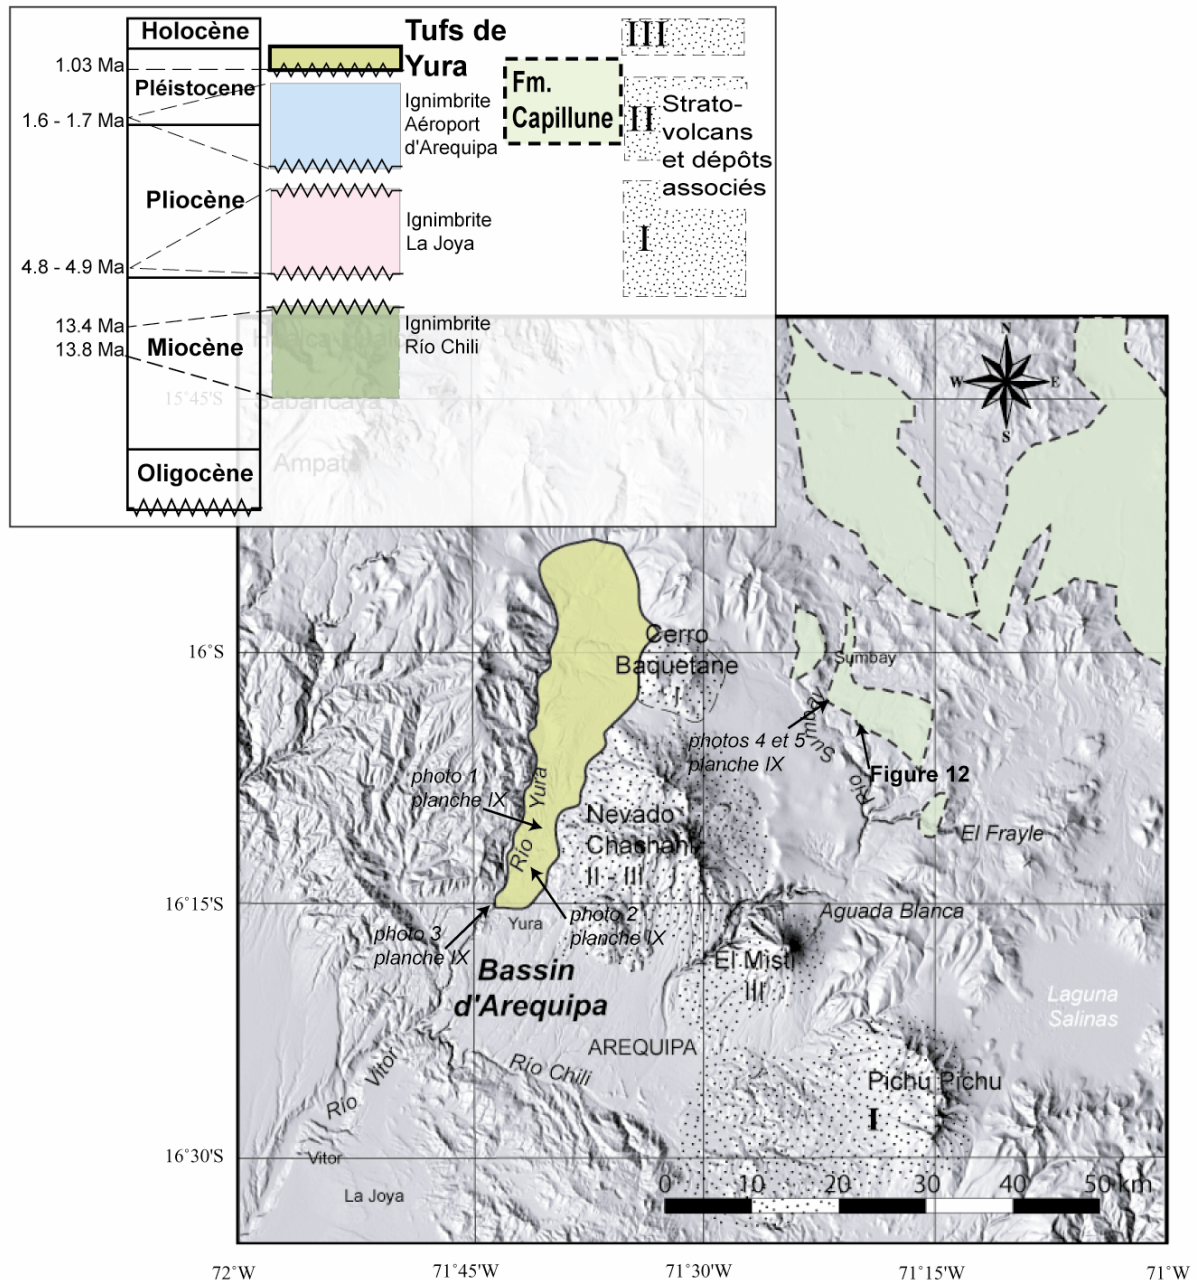 Holocène
1.03 Ma
Pléistocene
1.6 - 1.7 Ma
Pliocène
4.8 - 4.9 Ma
13.4 Ma
13.8 Ma
Miocène
Oligocène
Tufs de
Yura
Ignimbrite
Aéroport
d'Arequipa
Ignimbrite
La Joya
Ignimbrite
Río Chili
Fm.
Capillune
III
II
Strato-
volcans
et dépôts
associés
I
15°45'S
Sabancaya
Ampato
N
W
E
S
16°S
Cerro
Baquetane
I
Sumbay
Río Sumbay
photos 4 et 5
planche IX
Figure 12
photo 1
planche IX
Río Yura
Nevado
Chachani
II - III
El Frayle
16°15'S
Aguada Blanca
photo 3
planche IX
Yura
photo 2
planche IX
El Misti
III
Bassin
d'Arequipa
Laguna
Salinas
AREQUIPA
Río Chili
Río Vitor
Pichu Pichu
I
16°30'S
Vitor
La Joya
0 10 20 30 40 50 km
72°W
71°45'W
71°30'W
71°15'W
71°W